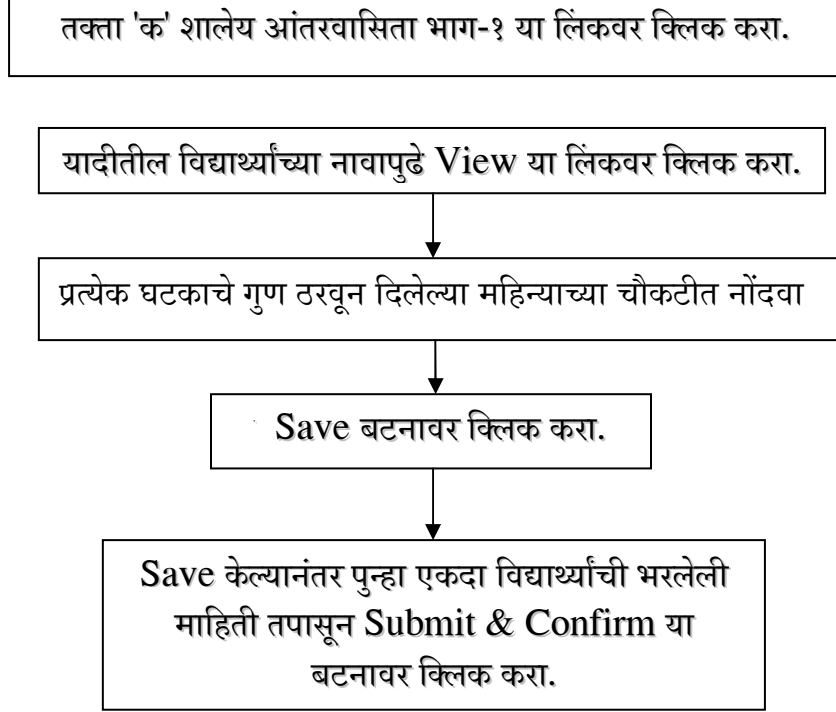 तक्ता 'क' शालेय आंतरवासिता भाग-१ या लिंकवर क्लिक करा.
यादीतील विद्यार्थ्यांच्या नावापुढे View या लिंकवर क्लिक करा.
प्रत्येक घटकाचे गुण ठरवून दिलेल्या महिन्याच्या चौकटीत नोंदवा
Save बटनावर क्लिक करा.
Save केल्यानंतर पुन्हा एकदा विद्यार्थ्यांची भरलेली
माहिती तपासून Submit & Confirm या
बटनावर क्लिक करा.